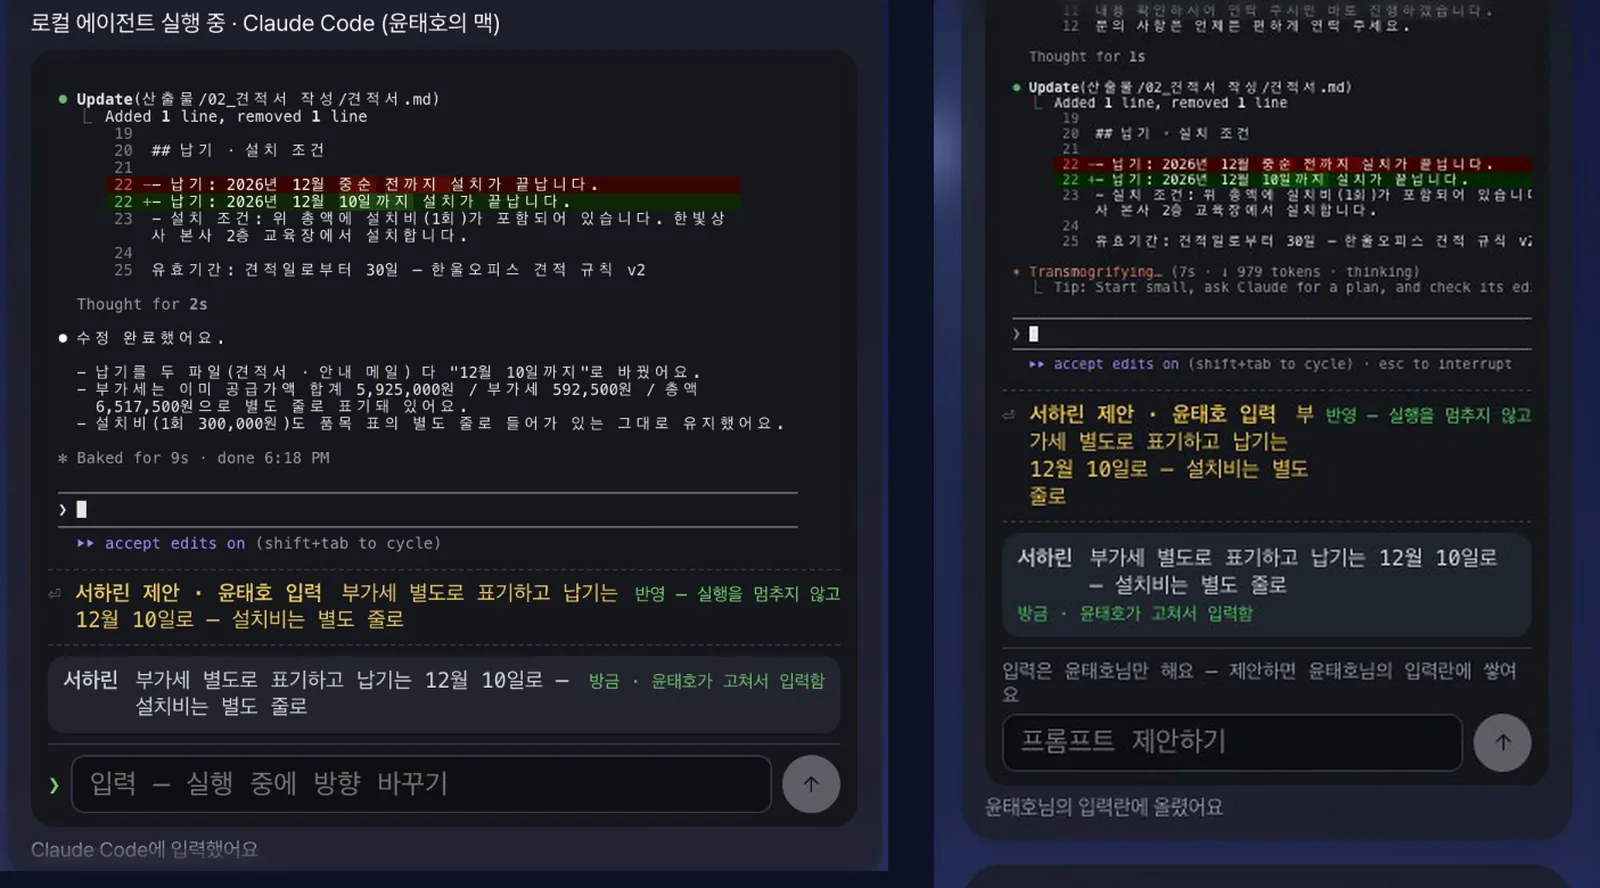 로컬 에이전트 실행 중 · Claude Code (윤태호의 맥)
● Update(산출물/02_견적서 작성/견적서.md)
└ Added 1 line, removed 1 line
19
20 ## 납기 · 설치 조건
21
22 -- 납기: 2026년 12월 중순 전까지 설치가 끝납니다.
22 +- 납기: 2026년 12월 10일까지 설치가 끝납니다.
23 - 설치 조건: 위 총액에 설치비(1회)가 포함되어 있습니다. 한빛상
사 본사 2층 교육장에서 설치합니다.
24
25 유효기간: 견적일로부터 30일 — 한울오피스 견적 규칙 v2
Thought for 2s
● 수정 완료했어요.
- 납기를 두 파일(견적서 · 안내 메일) 다 "12월 10일까지"로 바꿨어요.
- 부가세는 이미 공급가액 합계 5,925,000원 / 부가세 592,500원 / 총액
6,517,500원으로 별도 줄로 표기돼 있어요.
- 설치비(1회 300,000원)도 품목 표의 별도 줄로 들어가 있는 그대로 유지했어요.
✻ Baked for 9s · done 6:18 PM
❯
⏵⏵ accept edits on (shift+tab to cycle)
⏎ 서하린 제안 · 윤태호 입력 부가세 별도로 표기하고 납기는 반영 — 실행을 멈추지 않고
12월 10일로 — 설치비는 별도 줄로
서하린 부가세 별도로 표기하고 납기는 12월 10일로 — 방금 · 윤태호가 고쳐서 입력함
설치비는 별도 줄로
❯ 입력 — 실행 중에 방향 바꾸기 ↑
Claude Code에 입력했어요
11 내용 확인하시어 연락 주시면 바로 진행하겠습니다.
12 문의 사항은 언제든 편하게 연락 주세요.
Thought for 1s
● Update(산출물/02_견적서 작성/견적서.md)
└ Added 1 line, removed 1 line
19
20 ## 납기 · 설치 조건
21
22 -- 납기: 2026년 12월 중순 전까지 설치가 끝납니다.
22 +- 납기: 2026년 12월 10일까지 설치가 끝납니다.
23 - 설치 조건: 위 총액에 설치비(1회)가 포함되어 있습니다
사 본사 2층 교육장에서 설치합니다.
24
25 유효기간: 견적일로부터 30일 — 한울오피스 견적 규칙 v2
✶ Transmogrifying… (7s · ↓ 979 tokens · thinking)
└ Tip: Start small, ask Claude for a plan, and check its
❯
⏵⏵ accept edits on (shift+tab to cycle) · esc to interrupt
⏎ 서하린 제안 · 윤태호 입력 부 반영 — 실행을 멈추지 않고
가세 별도로 표기하고 납기는
12월 10일로 — 설치비는 별도
줄로
서하린 부가세 별도로 표기하고 납기는 12월 10일로
— 설치비는 별도 줄로
방금 · 윤태호가 고쳐서 입력함
입력은 윤태호님만 해요 — 제안하면 윤태호님의 입력란에 쌓여
요
프롬프트 제안하기 ↑
윤태호님의 입력란에 올렸어요